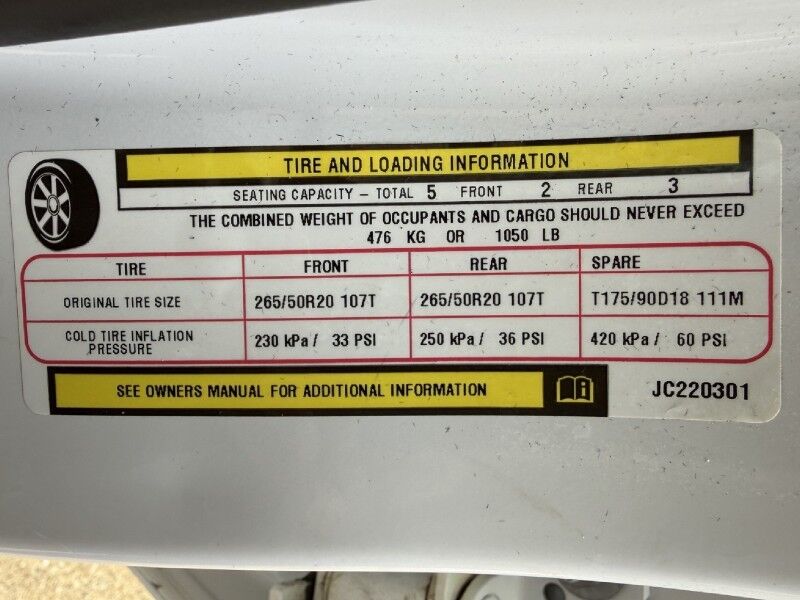 TIRE AND LOADING INFORMATION
SEATING CAPACITY – TOTAL 5 FRONT 2 REAR 3
THE COMBINED WEIGHT OF OCCUPANTS AND CARGO SHOULD NEVER EXCEED
476 KG OR 1050 LB
TIRE FRONT REAR SPARE
ORIGINAL TIRE SIZE 265/50R20 107T 265/50R20 107T T175/90D18 111M
COLD TIRE INFLATION PRESSURE 230 kPa / 33 PSI 250 kPa / 36 PSI 420 kPa / 60 PSI
SEE OWNERS MANUAL FOR ADDITIONAL INFORMATION
JC220301